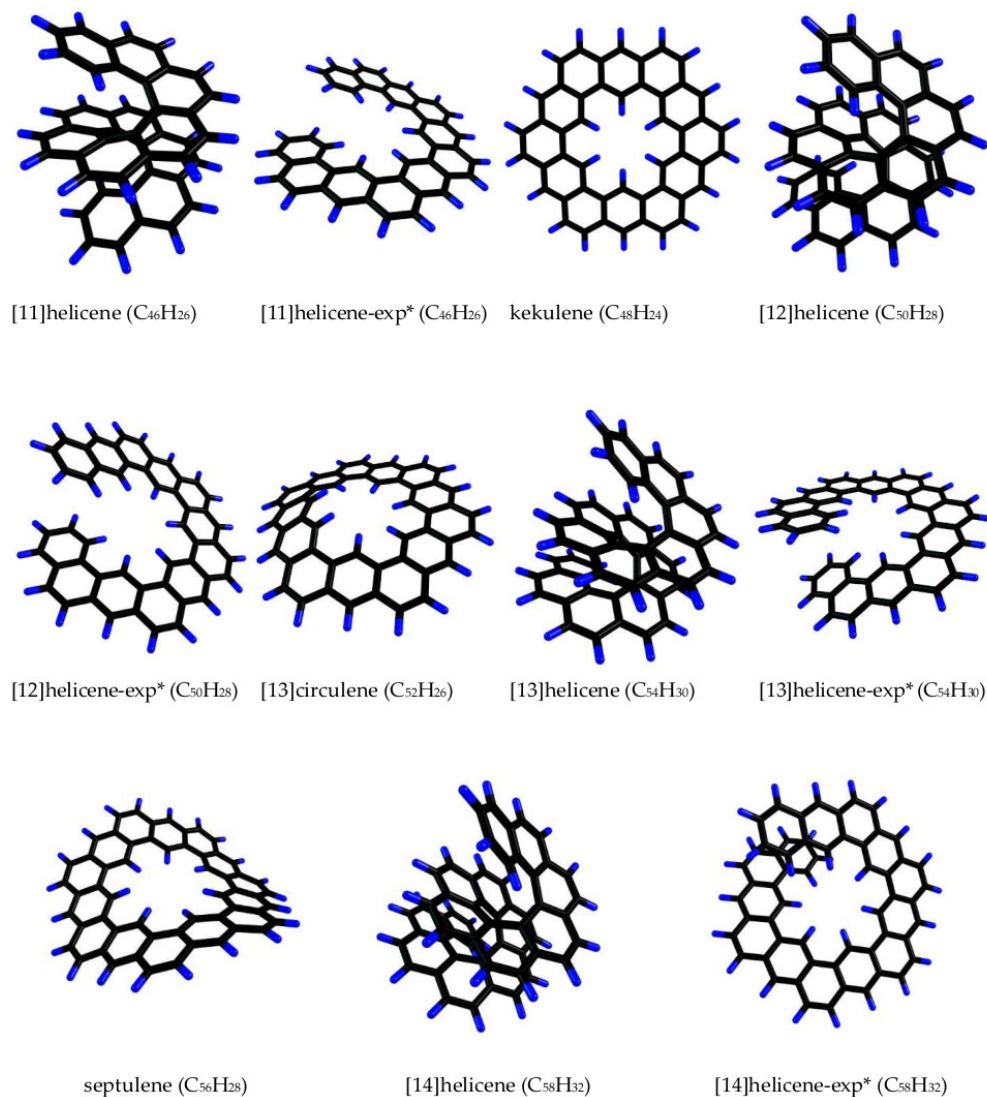 [11]helicene (C₄₆H₂₆) [11]helicene-exp* (C₄₆H₂₆) kekulene (C₄₈H₂₄) [12]helicene (C₅₀H₂₈)
[12]helicene-exp* (C₅₀H₂₈) [13]circulene (C₅₂H₂₆) [13]helicene (C₅₄H₃₀) [13]helicene-exp* (C₅₄H₃₀)
septulene (C₅₆H₂₈) [14]helicene (C₅₈H₃₂) [14]helicene-exp* (C₅₈H₃₂)